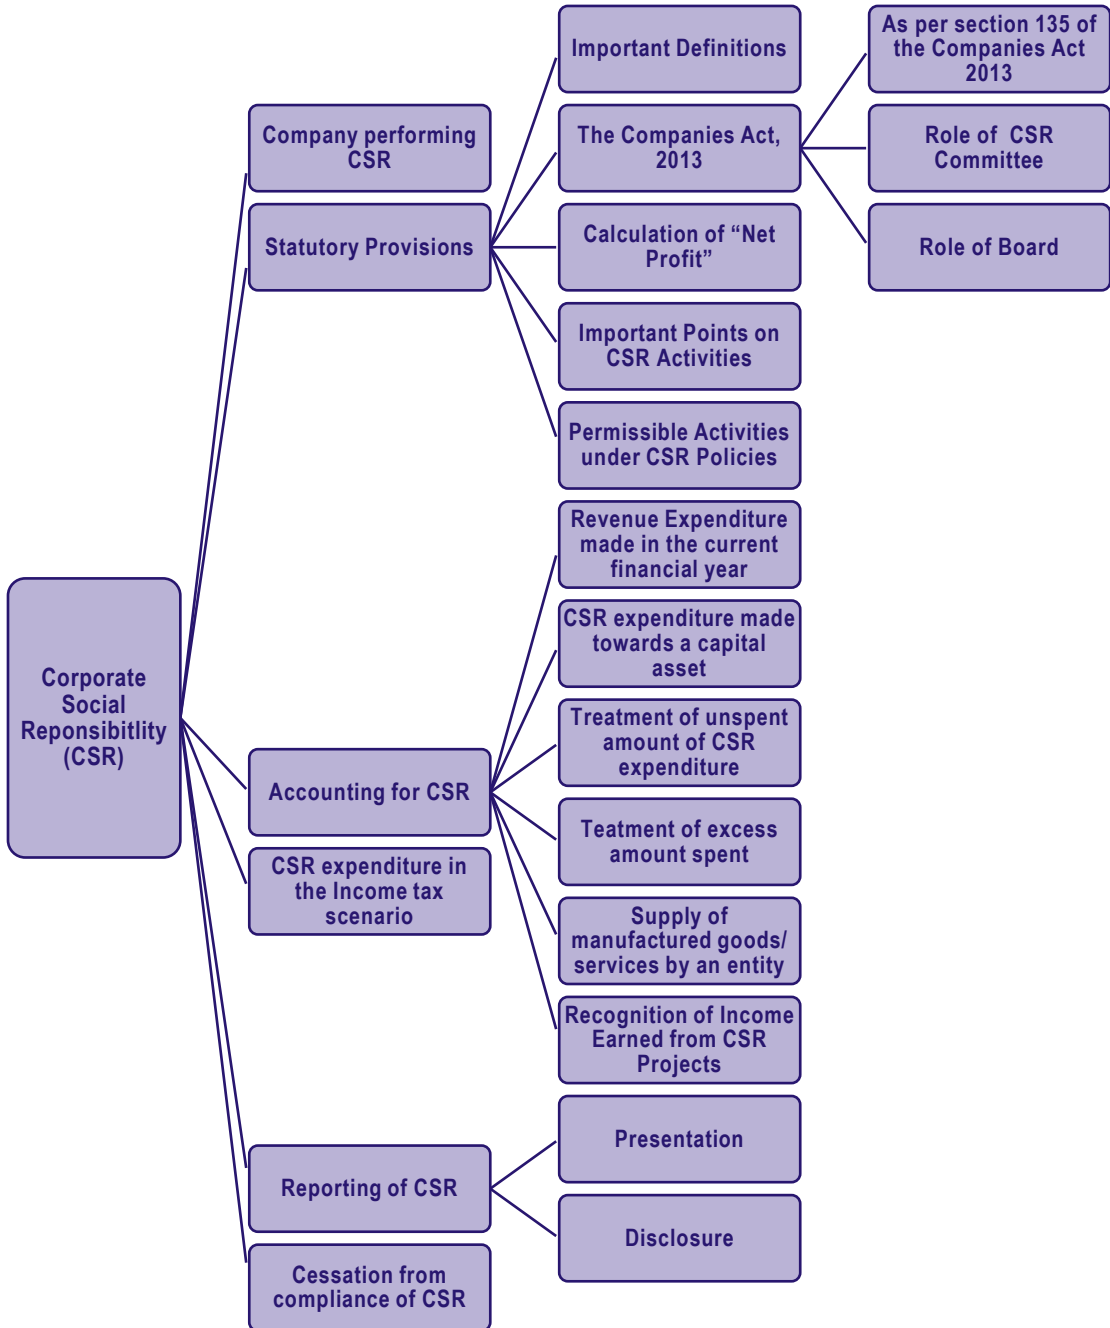 Corporate
Social
Reponsibitlity
(CSR)
Company performing
CSR
Statutory Provisions
Important Definitions
The Companies Act,
2013
As per section 135 of
the Companies Act
2013
Role of CSR
Committee
Role of Board
Calculation of “Net
Profit”
Important Points on
CSR Activities
Permissible Activities
under CSR Policies
Accounting for CSR
Revenue Expenditure
made in the current
financial year
CSR expenditure made
towards a capital
asset
Treatment of unspent
amount of CSR
expenditure
Teatment of excess
amount spent
Supply of
manufactured goods/
services by an entity
Recognition of Income
Earned from CSR
Projects
CSR expenditure in
the Income tax
scenario
Reporting of CSR
Presentation
Disclosure
Cessation from
compliance of CSR